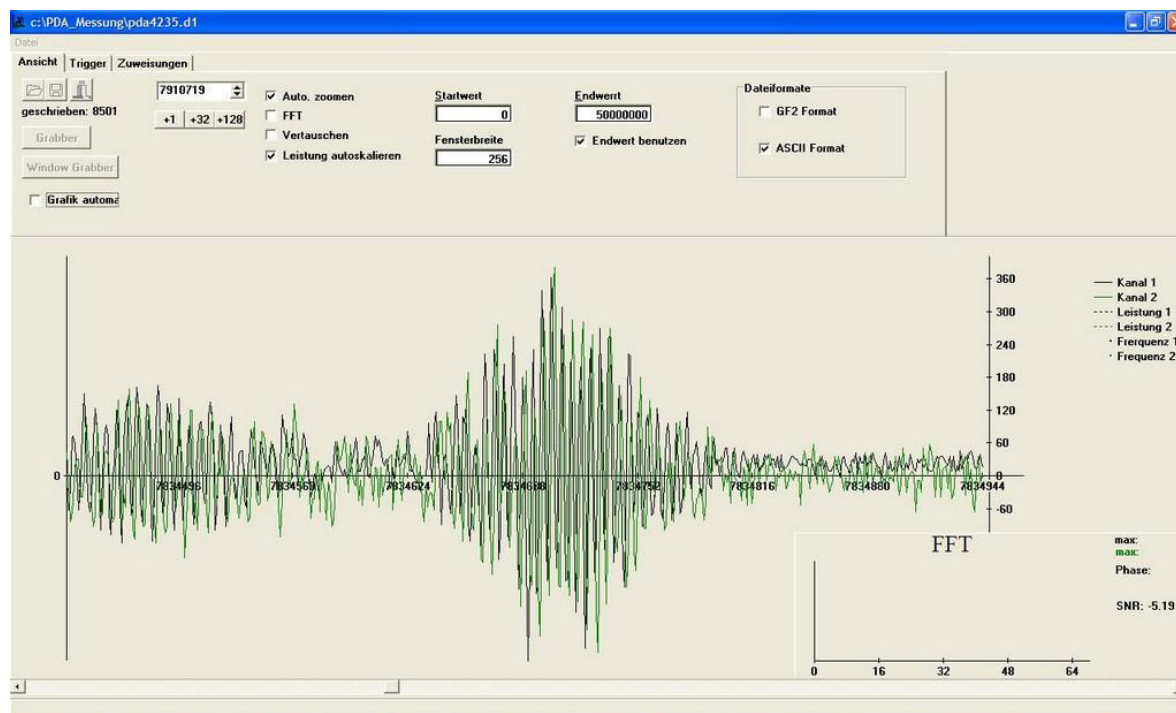 c:\PDA_Messung\pda4235.d1
Datei
Ansicht Trigger Zuweisungen
geschrieben: 8501
Grabber
Window Grabber
Grafik automa
7910719
+1 +32 +128
Auto. zoomen
FFT
Vertauschen
Leistung autoskalieren
Startwert
0
Fensterbreite
256
Endwerrt
50000000
Endwert benutzen
Dateiformate
GF2 Format
ASCII Format
360
300
240
180
120
60
0
-60
0
7834496 7834560 7834624 7834688 7834752 7834816 7834880 7834944
Kanal 1
Kanal 2
Leistung 1
Leistung 2
Frerquenz 1
Frequenz 2
FFT
0 16 32 48 64
max:
max:
Phase:
SNR: -5.19